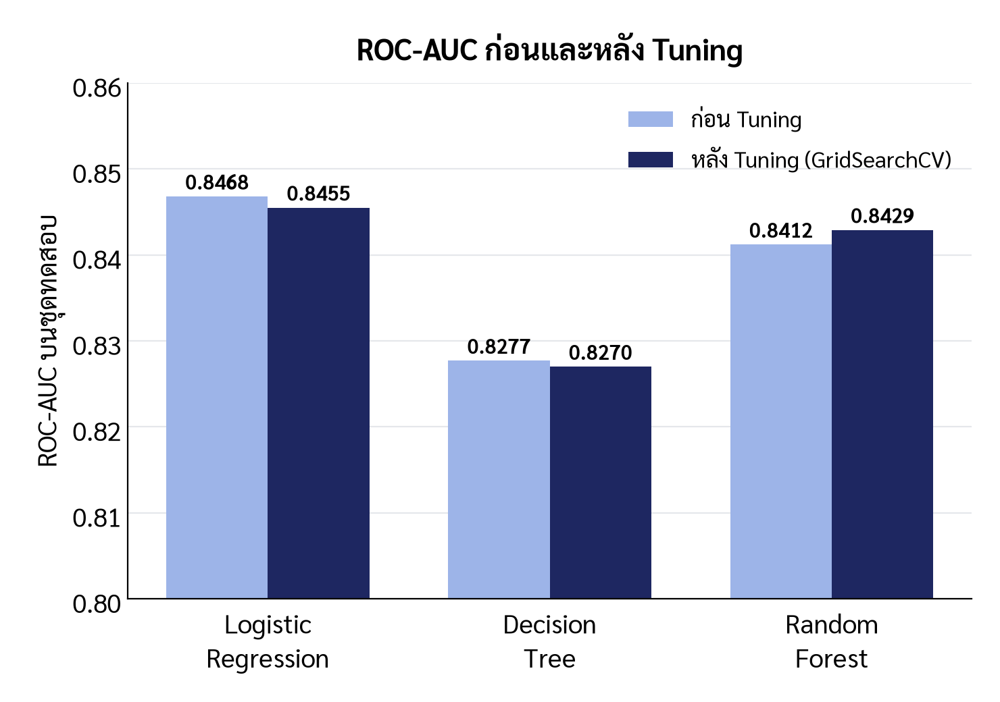 ROC-AUC ก่อนและหลัง Tuning
ก่อน Tuning
หลัง Tuning (GridSearchCV)
ROC-AUC บนชุดทดสอบ
0.86
0.85
0.84
0.83
0.82
0.81
0.80
0.8468
0.8455
0.8277
0.8270
0.8412
0.8429
Logistic
Regression
Decision
Tree
Random
Forest